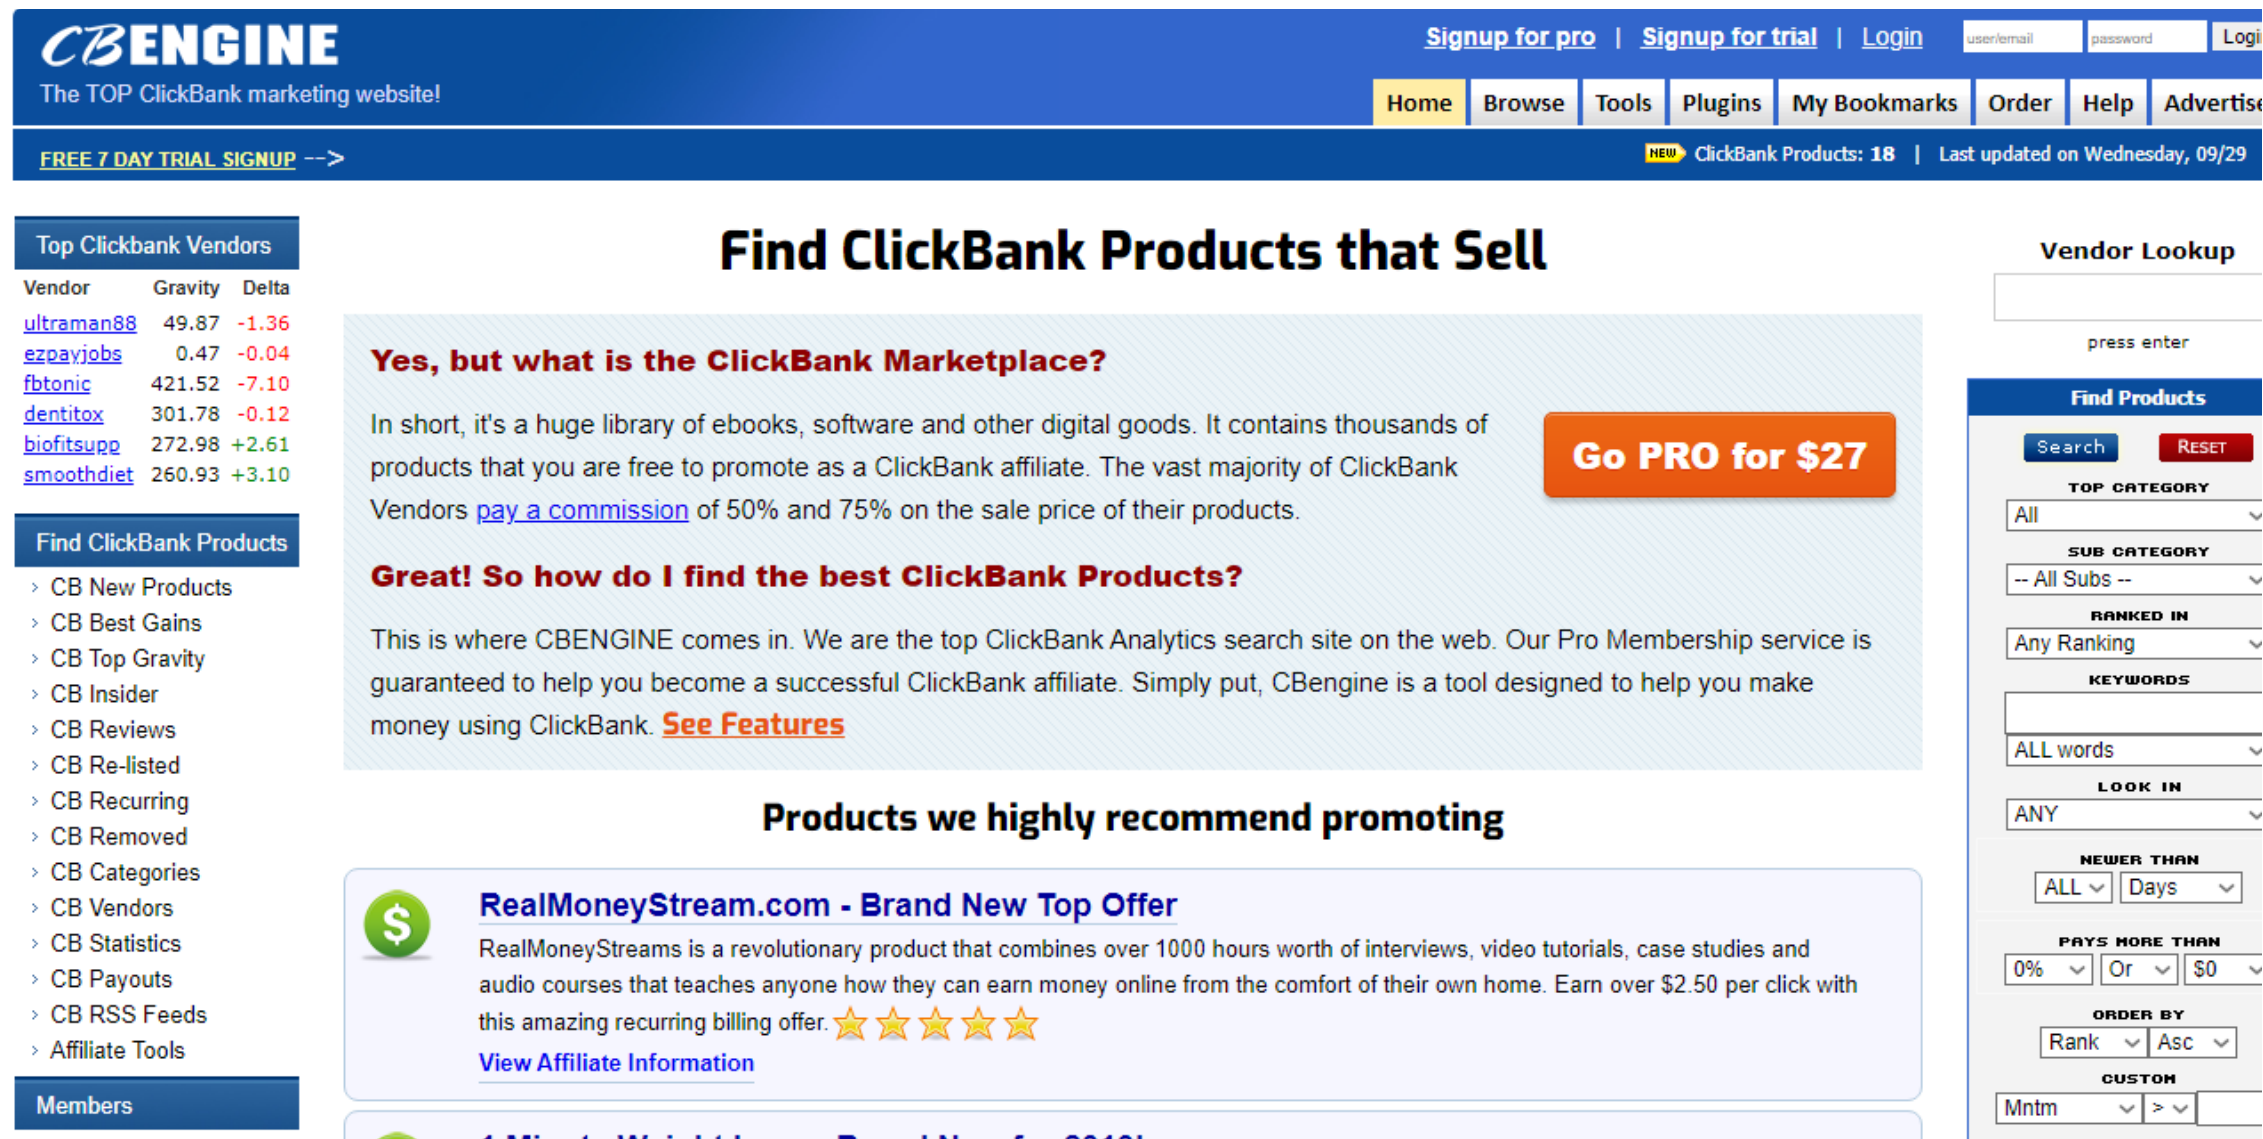 CBENGINE
The TOP ClickBank marketing website!
Signup for pro | Signup for trial | Login
user/email
password
Home Browse Tools Plugins My Bookmarks Order Help
FREE 7 DAY TRIAL SIGNUP -->
NEW ClickBank Products: 18 | Last updated on Wednesday, 09/29
Top Clickbank Vendors
Vendor Gravity Delta
ultraman88 49.87 -1.36
ezpayjobs 0.47 -0.04
fbtonic 421.52 -7.10
dentitox 301.78 -0.12
biofitsupp 272.98 +2.61
smoothdiet 260.93 +3.10
Find ClickBank Products
CB New Products
CB Best Gains
CB Top Gravity
CB Insider
CB Reviews
CB Re-listed
CB Recurring
CB Removed
CB Categories
CB Vendors
CB Statistics
CB Payouts
CB RSS Feeds
Affiliate Tools
Members
Find ClickBank Products that Sell
Yes, but what is the ClickBank Marketplace?
In short, it's a huge library of ebooks, software and other digital goods. It contains thousands of
products that you are free to promote as a ClickBank affiliate. The vast majority of ClickBank
Vendors pay a commission of 50% and 75% on the sale price of their products.
Go PRO for $27
Great! So how do I find the best ClickBank Products?
This is where CBENGINE comes in. We are the top ClickBank Analytics search site on the web. Our Pro Membership service is
guaranteed to help you become a successful ClickBank affiliate. Simply put, CBengine is a tool designed to help you make
money using ClickBank. See Features
Products we highly recommend promoting
RealMoneyStream.com - Brand New Top Offer
RealMoneyStreams is a revolutionary product that combines over 1000 hours worth of interviews, video tutorials, case studies and
audio courses that teaches anyone how they can earn money online from the comfort of their own home. Earn over $2.50 per click with
this amazing recurring billing offer.
View Affiliate Information
Vendor Lookup
press enter
Find Products
Search RESET
TOP CATEGORY
All
SUB CATEGORY
-- All Subs --
RANKED IN
Any Ranking
KEYWORDS
ALL words
LOOK IN
ANY
NEWER THAN
ALL Days
PAYS MORE THAN
0% Or $0
ORDER BY
Rank Asc
CUSTOM
Mntm >